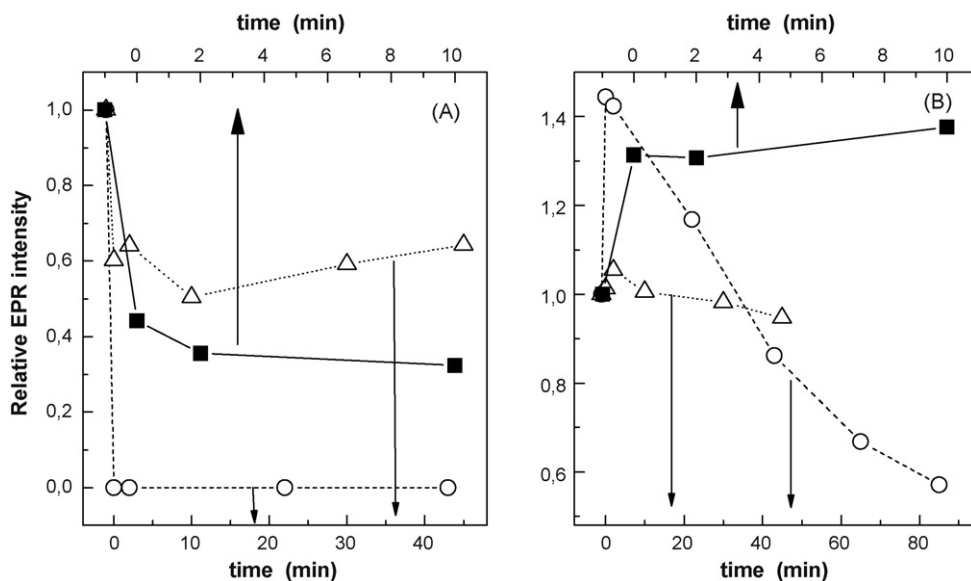 time (min)
time (min)
0 2 4 6 8 10
0 2 4 6 8 10
(A)
(B)
Relative EPR intensity
1,0
0,8
0,6
0,4
0,2
0,0
1,4
1,2
1,0
0,8
0,6
0 10 20 30 40
0 20 40 60 80
time (min)
time (min)